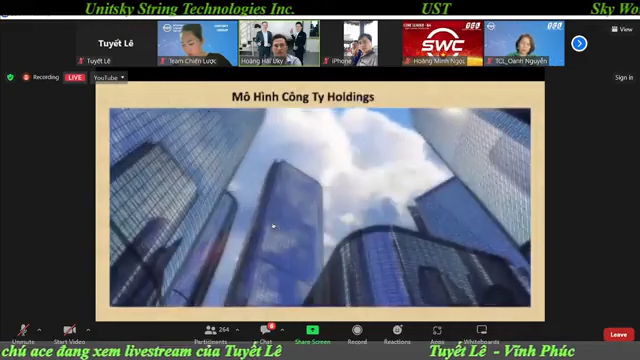 Unitsky String Technologies Inc.
UST
Sky Wo
Tuyết Lê
Tuyết Lê
Team Chiến Lược
Hoàng Hải Uky
iPhone
SWC
Hoàng Minh Ngọc
TCL_Oanh Nguyễn
View
Recording
LIVE
YouTube
Sign in
Mô Hình Công Ty Holdings
Unmute
Start Video
264
Participants
Chat
Share Screen
Record
Reactions
Apps
Whiteboards
Leave
chú ace đang xem livestream của Tuyết Lê
Tuyết Lê - Vĩnh Phúc